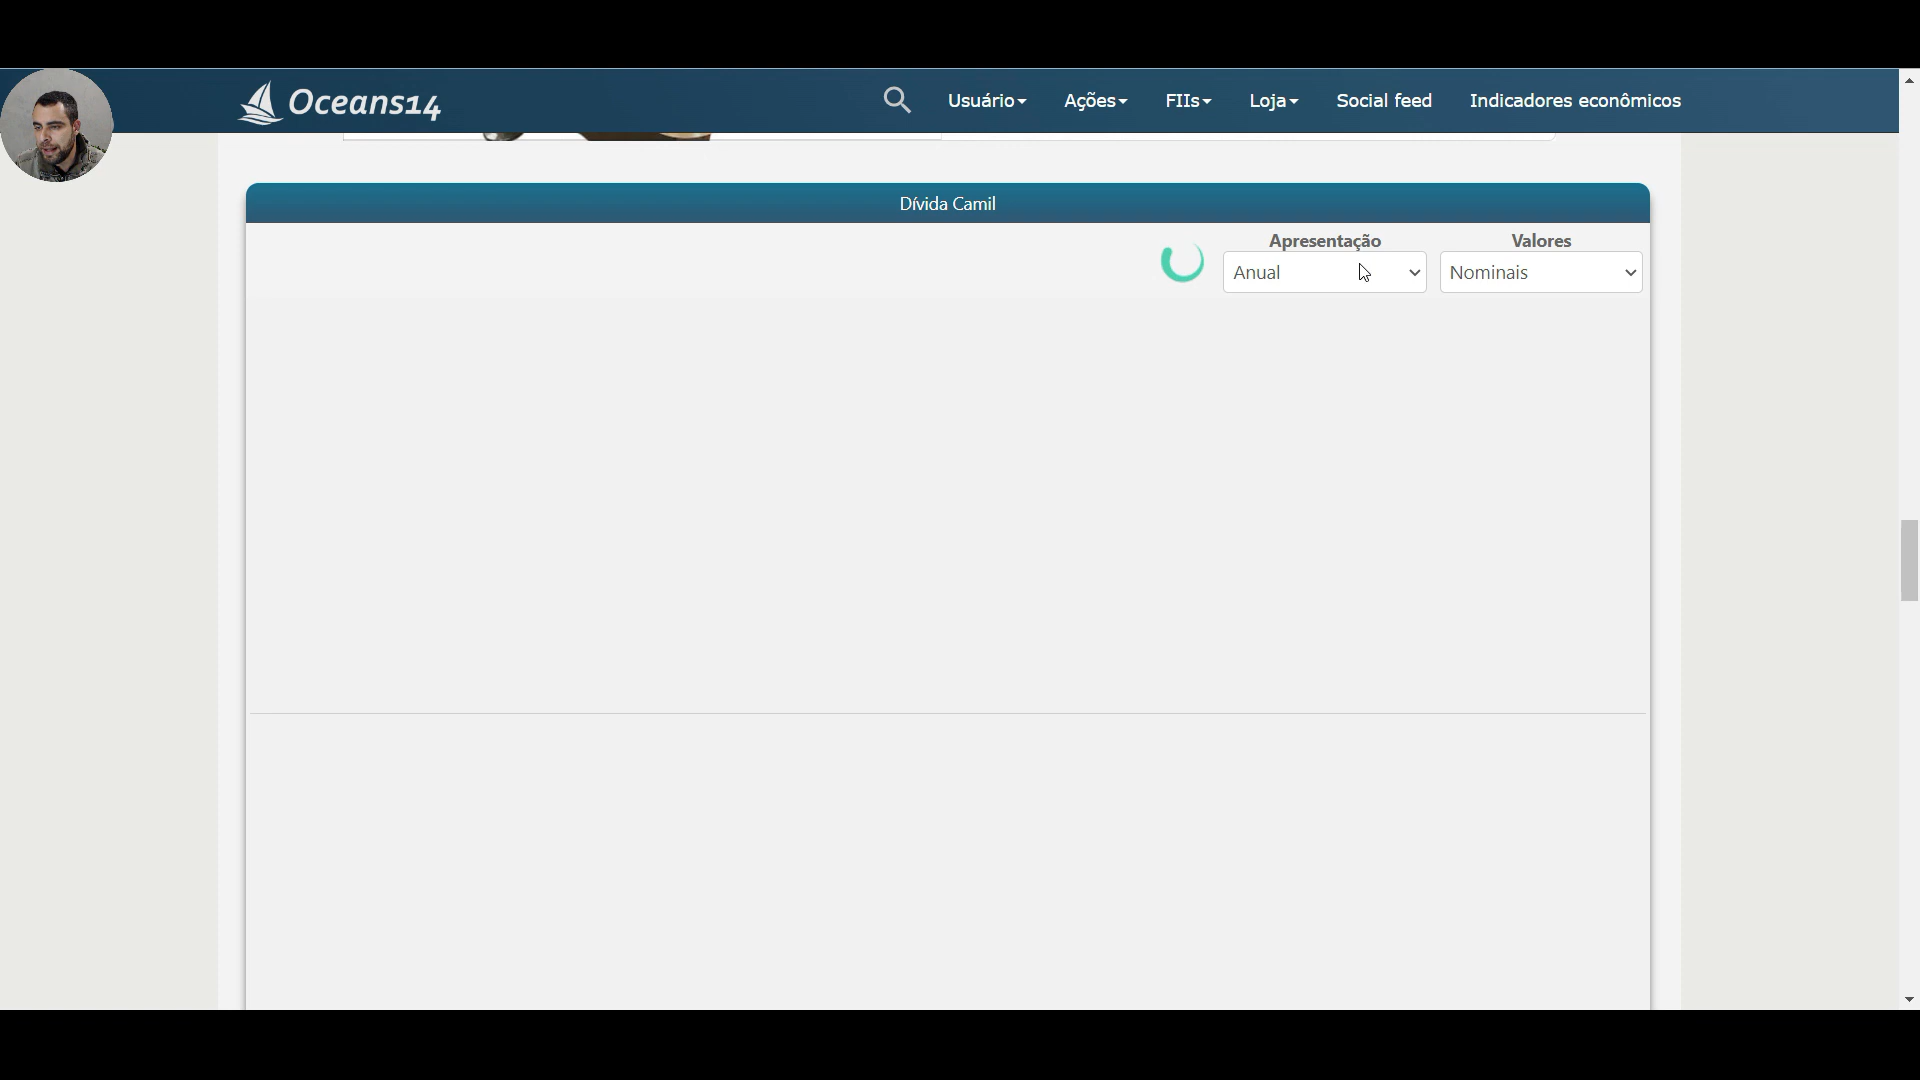 Oceans14
Usuário
Ações
FIIs
Loja
Social feed
Indicadores econômicos
Dívida Camil
Apresentação
Valores
Anual
Nominais